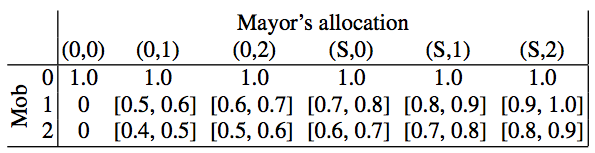 Mayor's allocation
(0,0) (0,1) (0,2) (S,0) (S,1) (S,2)
Mob
0 1.0 1.0 1.0 1.0 1.0 1.0
1 0 [0.5, 0.6] [0.6, 0.7] [0.7, 0.8] [0.8, 0.9] [0.9, 1.0]
2 0 [0.4, 0.5] [0.5, 0.6] [0.6, 0.7] [0.7, 0.8] [0.8, 0.9]